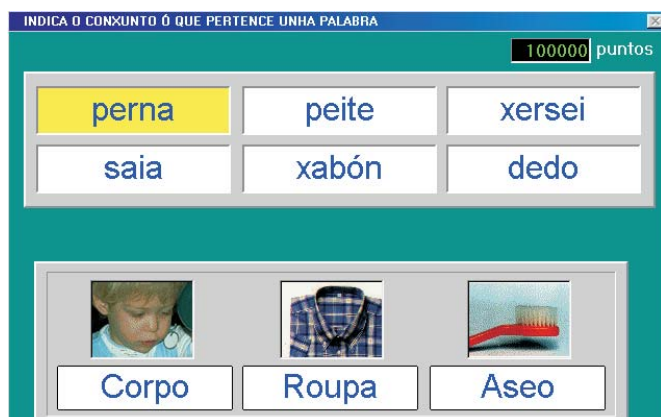 INDICA O CONXUNTO Ó QUE PERTENCE UNHA PALABRA
100000 puntos
perna peite xersei
saia xabón dedo
Corpo Roupa Aseo